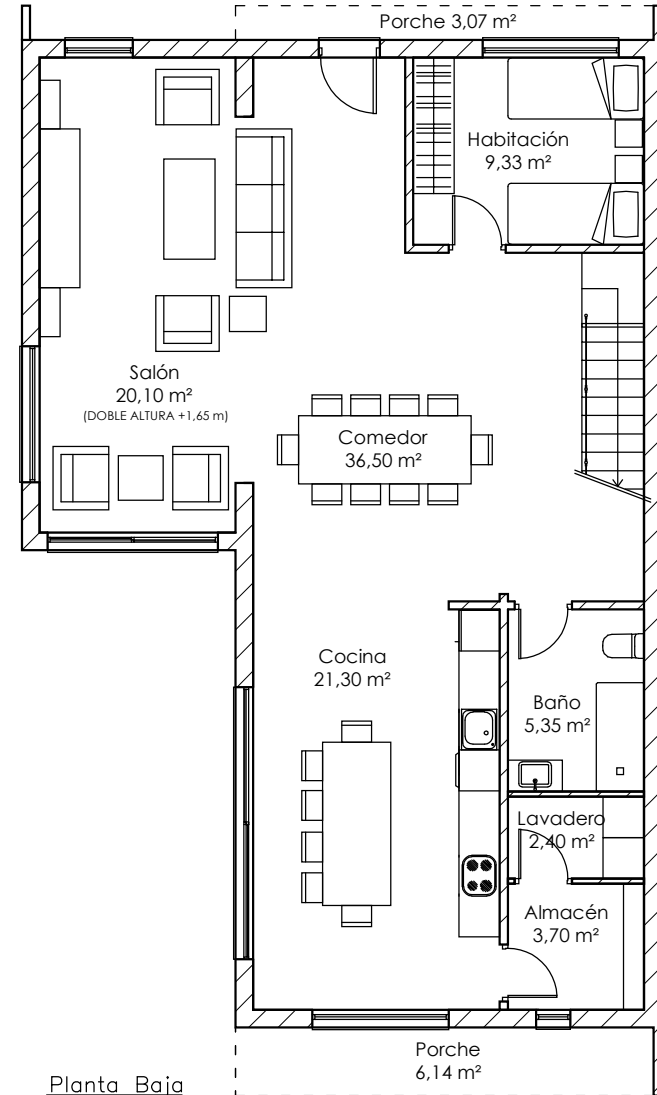 Porche 3,07 m²
Habitación
9,33 m²
Salón
20,10 m²
(DOBLE ALTURA +1,65 m)
Comedor
36,50 m²
Cocina
21,30 m²
Baño
5,35 m²
Lavadero
2,40 m²
Almacén
3,70 m²
Porche
6,14 m²
Planta Baja